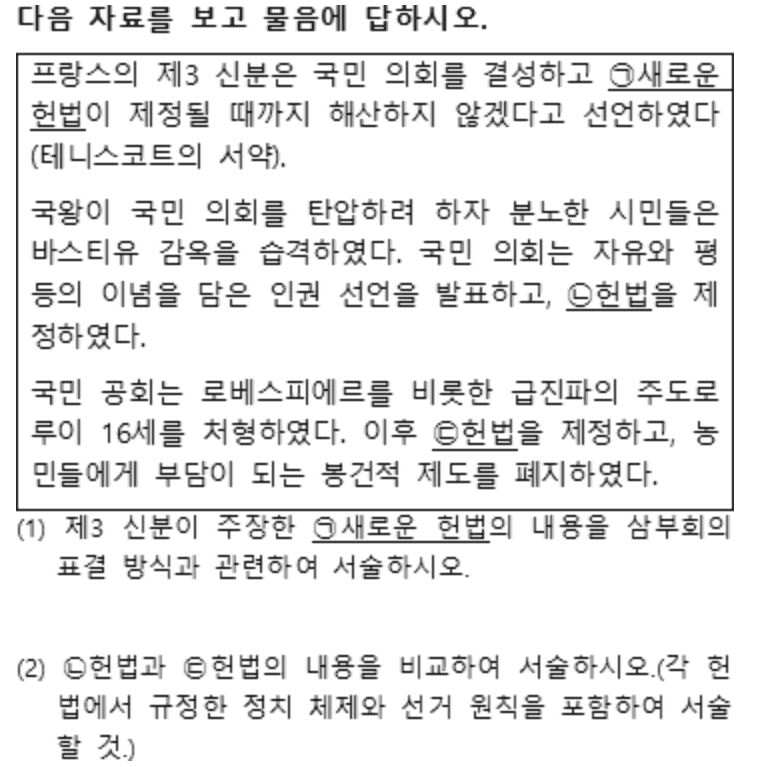 다음 자료를 보고 물음에 답하시오.
프랑스의 제3 신분은 국민 의회를 결성하고 ㉠새로운
헌법이 제정될 때까지 해산하지 않겠다고 선언하였다
(테니스코트의 서약).
국왕이 국민 의회를 탄압하려 하자 분노한 시민들은
바스티유 감옥을 습격하였다. 국민 의회는 자유와 평
등의 이념을 담은 인권 선언을 발표하고, ㉡헌법을 제
정하였다.
국민 공회는 로베스피에르를 비롯한 급진파의 주도로
루이 16세를 처형하였다. 이후 ㉢헌법을 제정하고, 농
민들에게 부담이 되는 봉건적 제도를 폐지하였다.
(1) 제3 신분이 주장한 ㉠새로운 헌법의 내용을 삼부회의
표결 방식과 관련하여 서술하시오.
(2) ㉡헌법과 ㉢헌법의 내용을 비교하여 서술하시오.(각 헌
법에서 규정한 정치 체제와 선거 원칙을 포함하여 서술
할 것.)